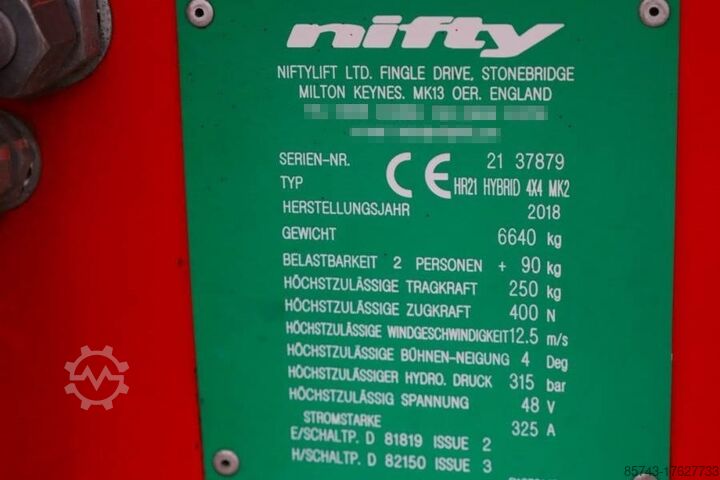 nifty
NIFTYLIFT LTD. FINGLE DRIVE, STONEBRIDGE
MILTON KEYNES. MK13 OER. ENGLAND
SERIEN-NR. 21 37879
TYP CE HR21 HYBRID 4X4 MK2
HERSTELLUNGSJAHR 2018
GEWICHT 6640 kg
BELASTBARKEIT 2 PERSONEN + 90 kg
HÖCHSTZULÄSSIGE TRAGKRAFT 250 kg
HÖCHSTZULÄSSIGE ZUGKRAFT 400 N
HÖCHSTZULÄSSIGE WINDGESCHWINDIGKEIT 12.5 m/s
HÖCHSTZULÄSSIGE BÜHNEN-NEIGUNG 4 Deg
HÖCHSTZULÄSSIGER HYDRO. DRUCK 315 bar
HÖCHSTZULÄSSIG SPANNUNG 48 V
STROMSTARKE 325 A
E/SCHALTP. D 81819 ISSUE 2
H/SCHALTP. D 82150 ISSUE 3